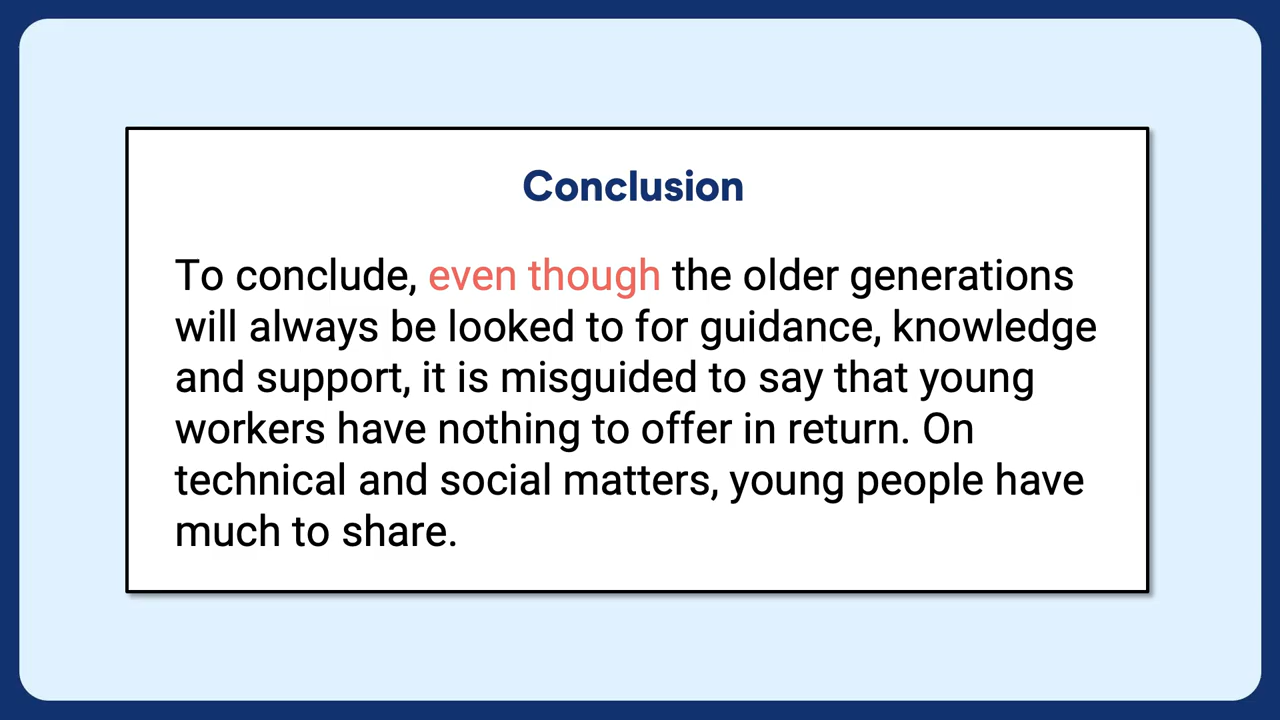 Conclusion
To conclude, even though the older generations
will always be looked to for guidance, knowledge
and support, it is misguided to say that young
workers have nothing to offer in return. On
technical and social matters, young people have
much to share.